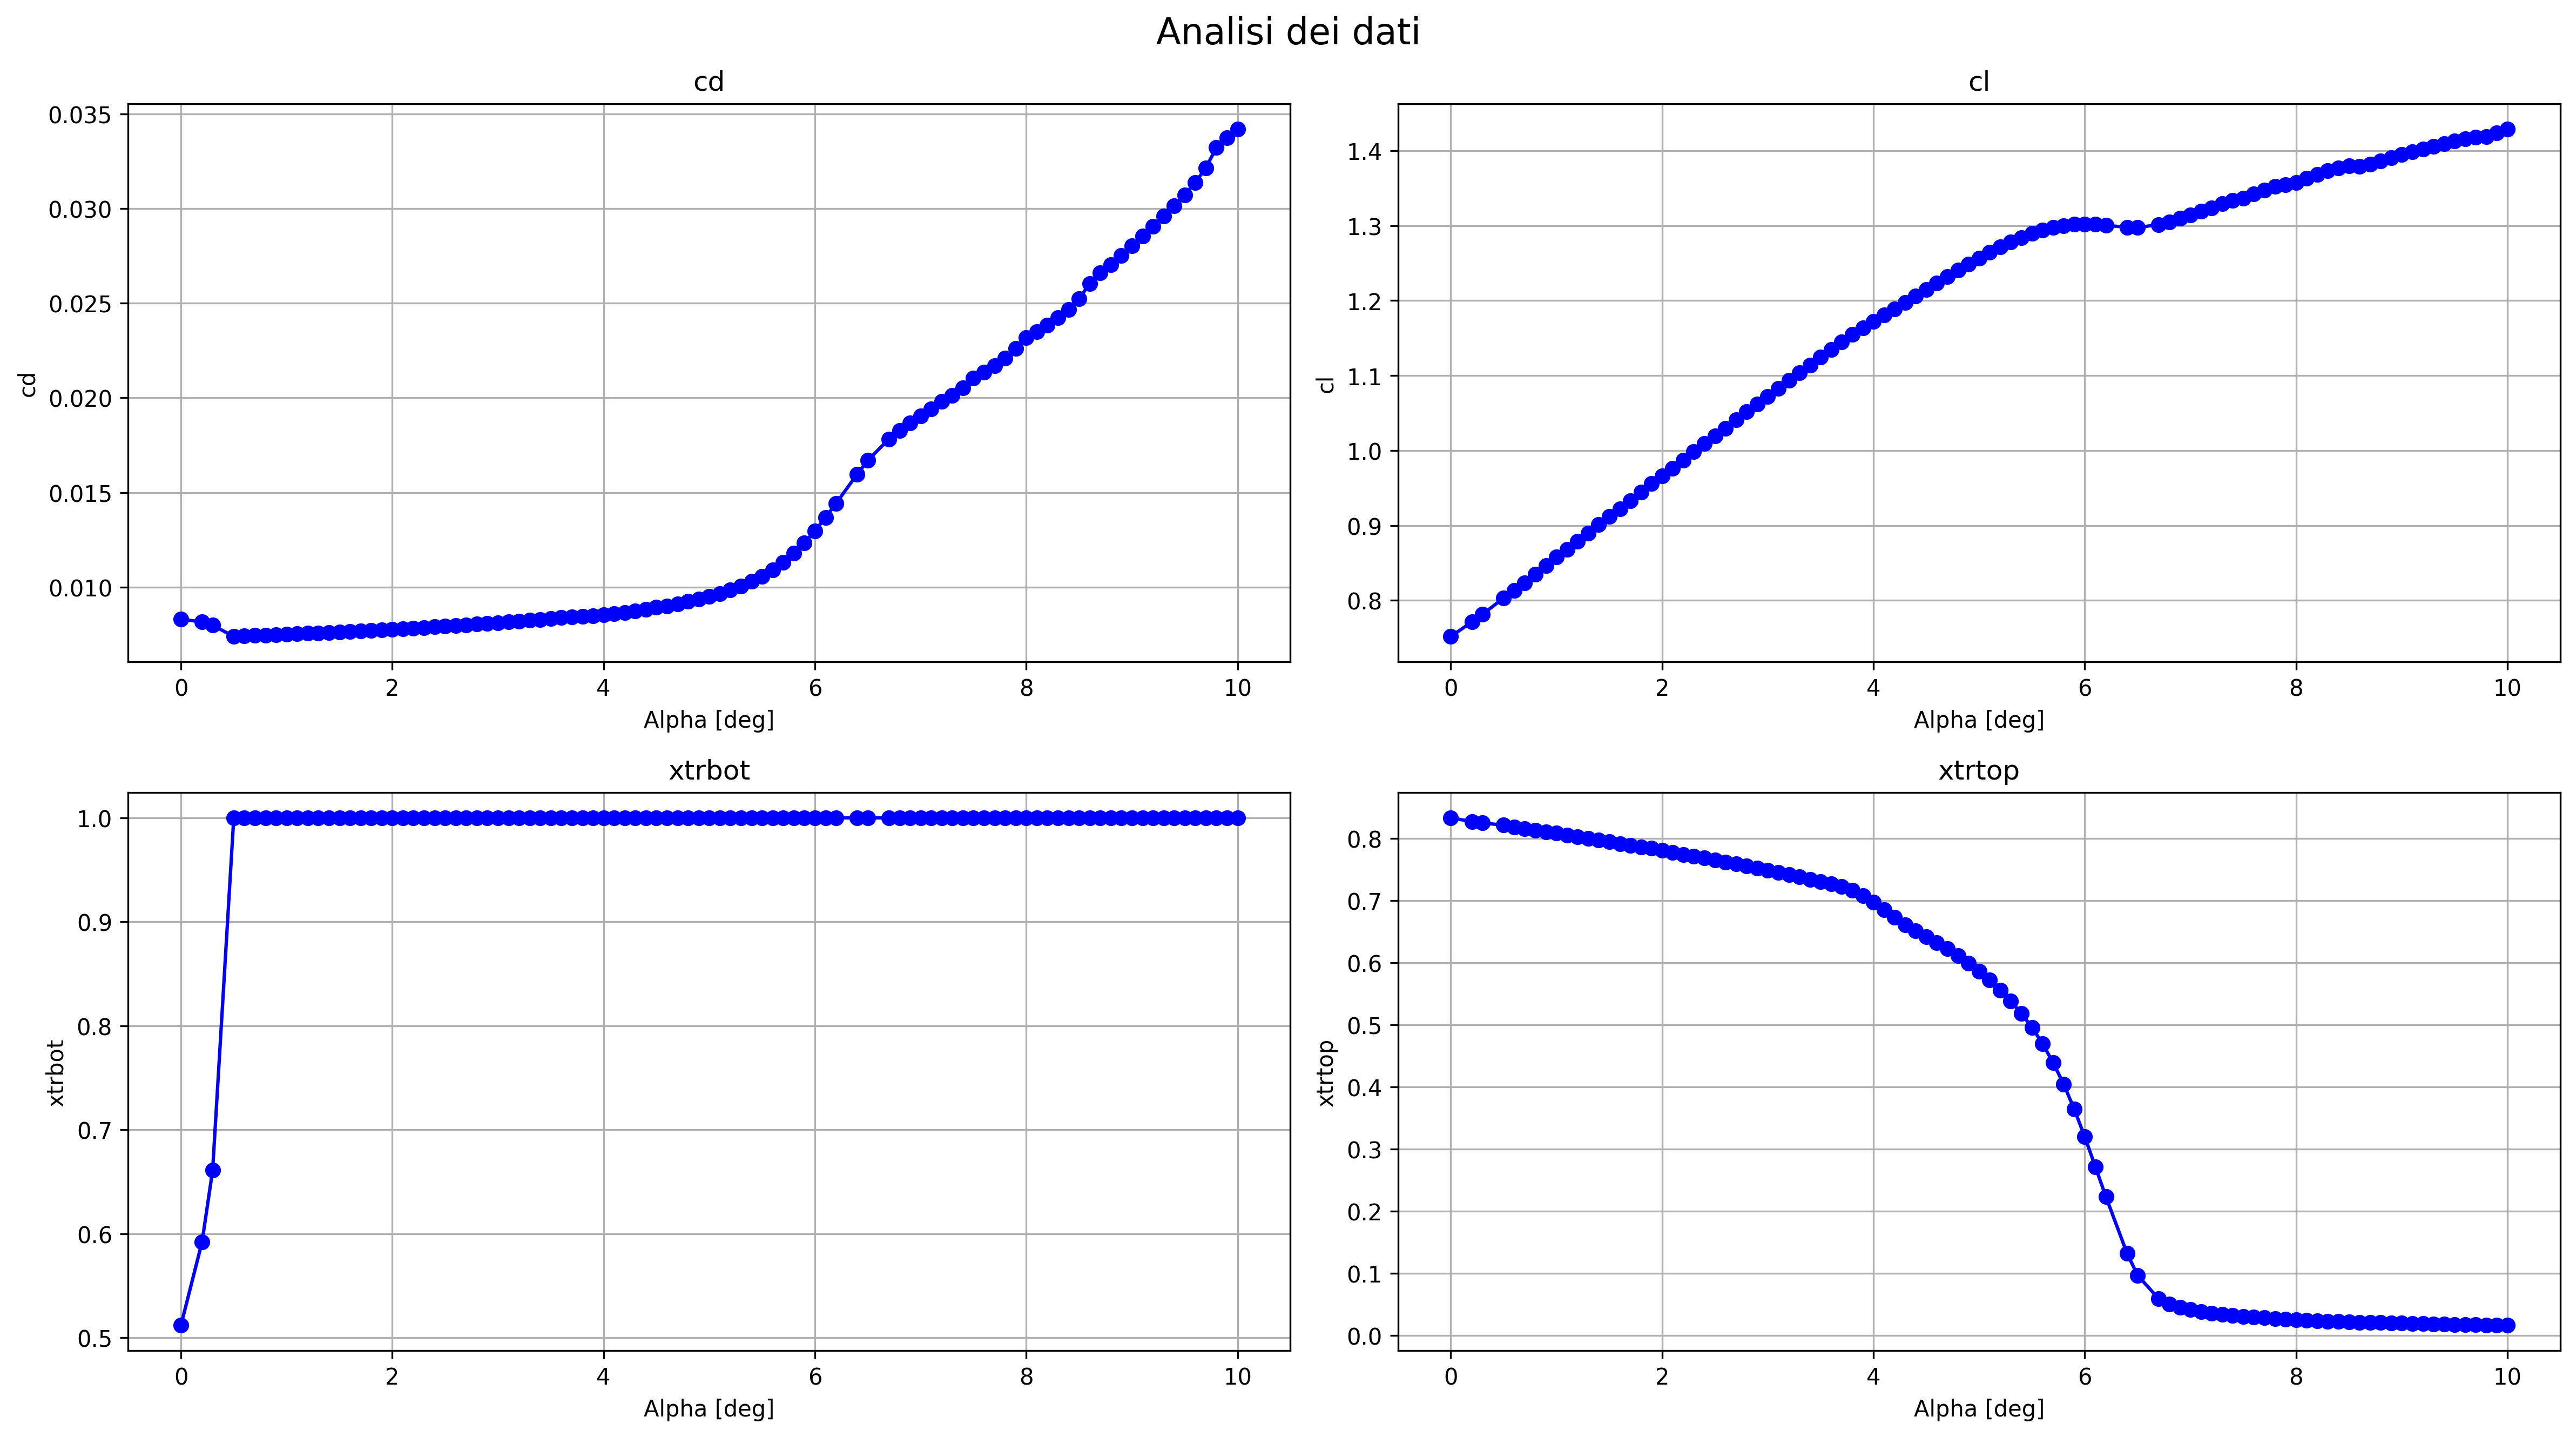 Analisi dei dati
cd
0.035
0.030
0.025
0.020
0.015
0.010
cd
0 2 4 6 8 10
Alpha [deg]
cl
1.4
1.3
1.2
1.1
1.0
0.9
0.8
cl
0 2 4 6 8 10
Alpha [deg]
xtrbot
1.0
0.9
0.8
0.7
0.6
0.5
xtrbot
0 2 4 6 8 10
Alpha [deg]
xtrtop
0.8
0.7
0.6
0.5
0.4
0.3
0.2
0.1
0.0
xtrtop
0 2 4 6 8 10
Alpha [deg]